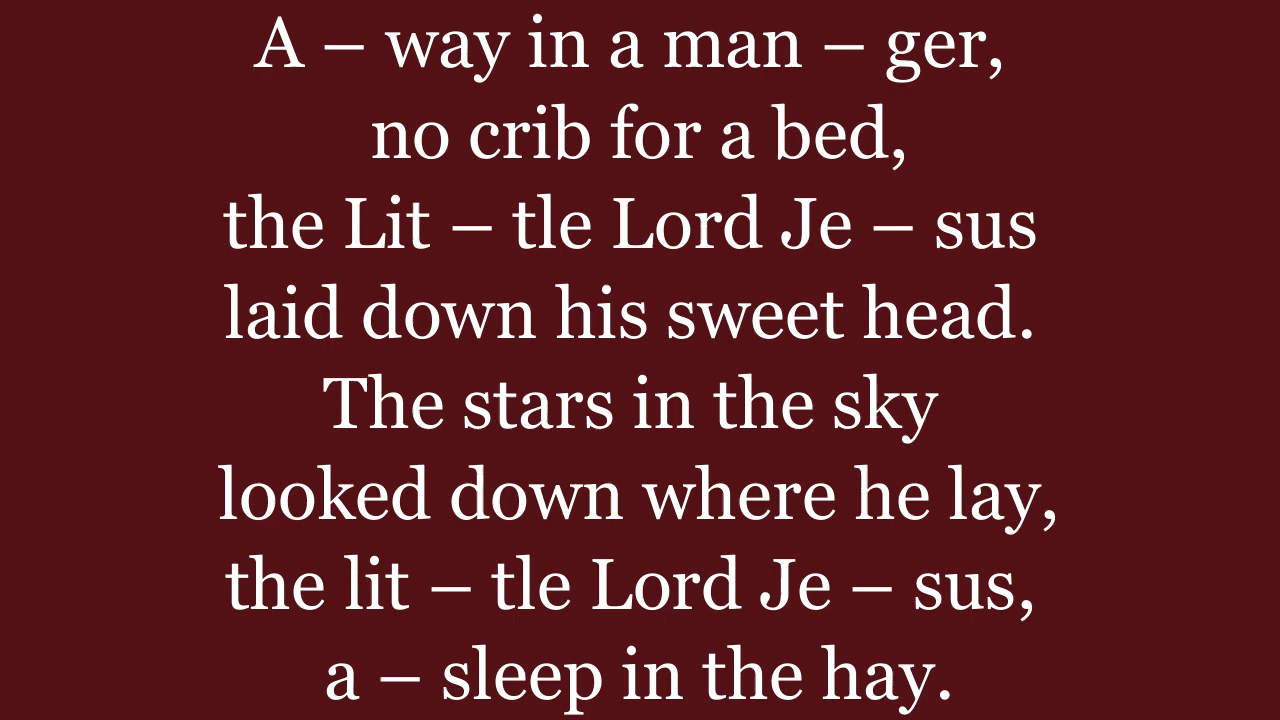 A – way in a man – ger,
no crib for a bed,
the Lit – tle Lord Je – sus
laid down his sweet head.
The stars in the sky
looked down where he lay,
the lit – tle Lord Je – sus,
a – sleep in the hay.